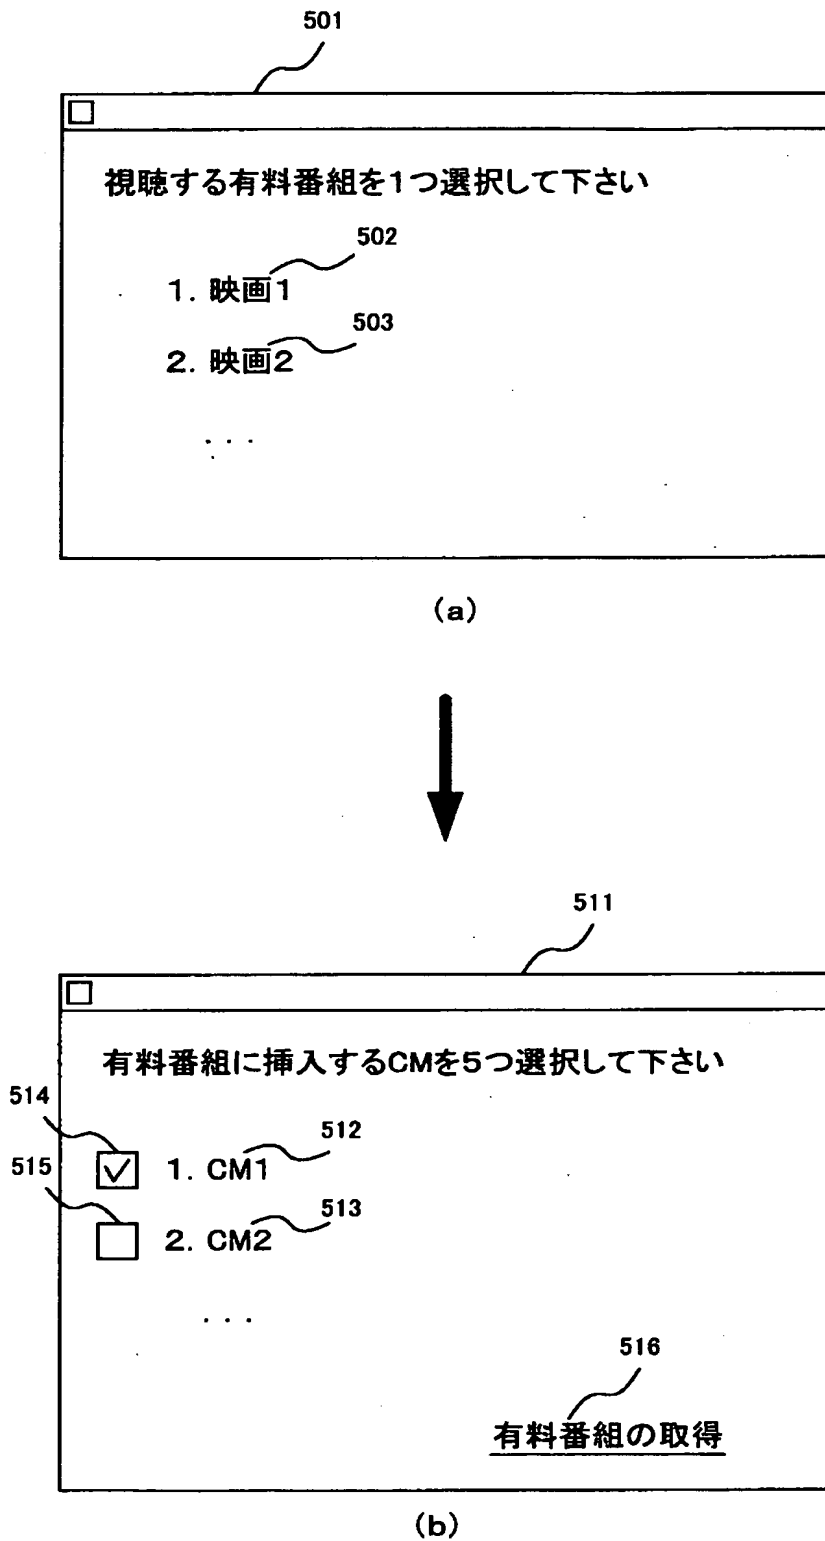 501
視聴する有料番組を1つ選択して下さい
502
1. 映画1
503
2. 映画2
...
(a)
511
有料番組に挿入するCMを5つ選択して下さい
514
512
1. CM1
515
513
2. CM2
...
516
有料番組の取得
(b)